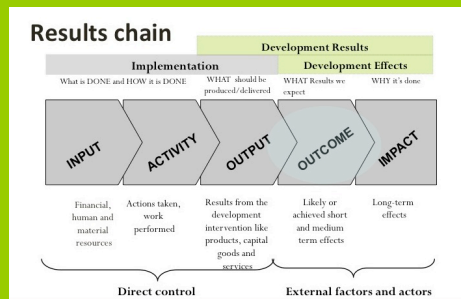 Results chain
Development Results
Implementation
Development Effects
What is DONE and HOW it is DONE
WHAT should be
produced/delivered
WHAT Results we
expect
WHY it's done
INPUT
ACTIVITY
OUTPUT
OUTCOME
IMPACT
Financial,
human and
material
resources
Actions taken,
work
performed
Results from the
development
intervention like
products, capital
goods and
services
Likely or
achieved short
and medium
term effects
Long-term
effects
Direct control
External factors and actors